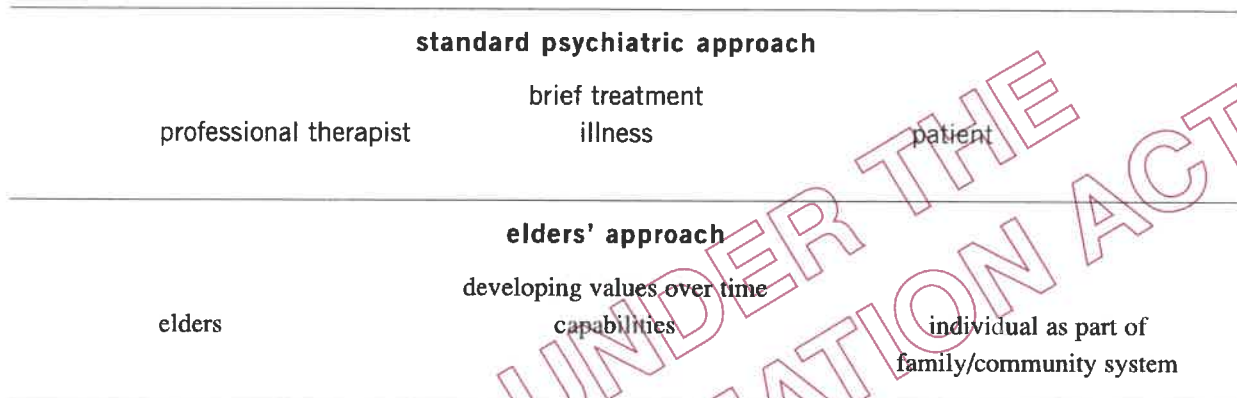 standard psychiatric approach
brief treatment
professional therapist illness patient
elders' approach
developing values over time
elders capabilities individual as part of
family/community system
UNDER THE
ATION ACT